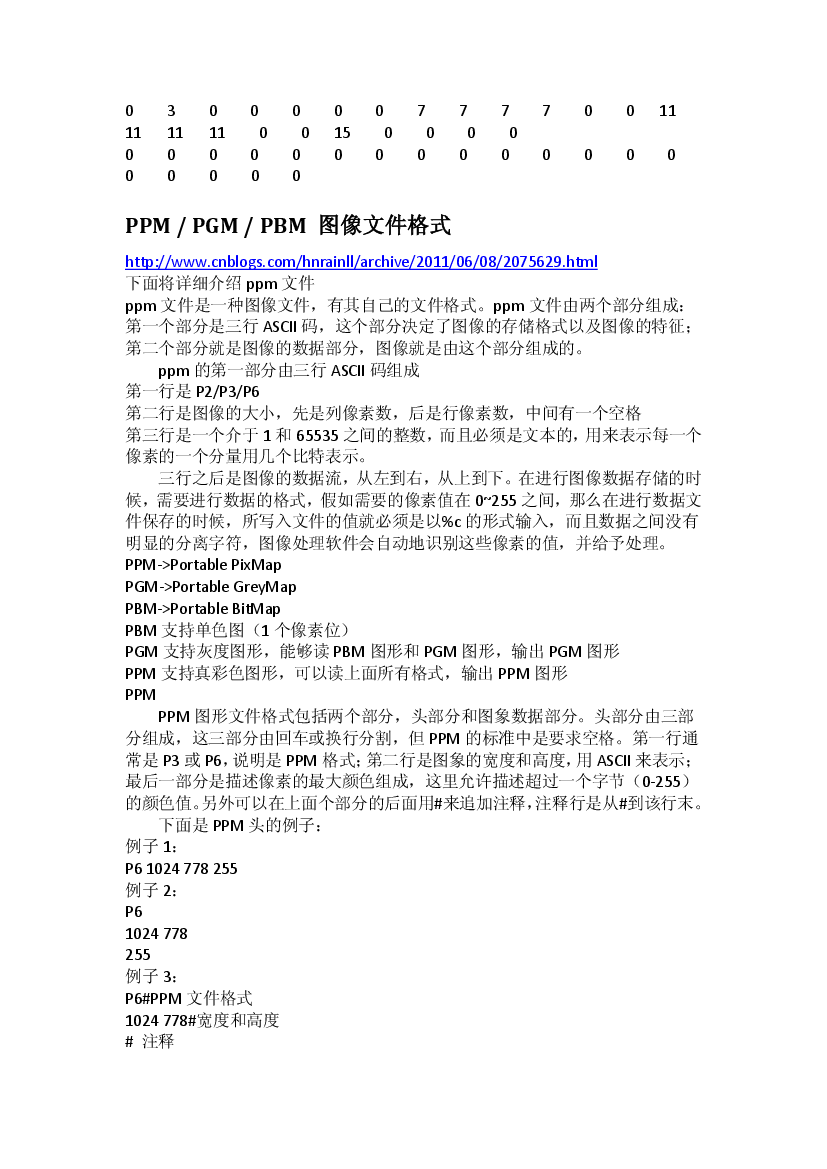 0 3 0 0 0 0 0 7 7 7 7 0 0 11
11 11 11 0 0 15 0 0 0 0
0 0 0 0 0 0 0 0 0 0 0 0 0 0
0 0 0 0 0
PPM / PGM / PBM 图像文件格式
http://www.cnblogs.com/hnrainll/archive/2011/06/08/2075629.html
下面将详细介绍 ppm 文件
ppm 文件是一种图像文件，有其自己的文件格式。ppm 文件由两个部分组成：
第一个部分是三行 ASCII 码，这个部分决定了图像的存储格式以及图像的特征；
第二个部分就是图像的数据部分，图像就是由这个部分组成的。
ppm 的第一部分由三行 ASCII 码组成
第一行是 P2/P3/P6
第二行是图像的大小，先是列像素数，后是行像素数，中间有一个空格
第三行是一个介于 1 和 65535 之间的整数，而且必须是文本的，用来表示每一个
像素的一个分量用几个比特表示。
三行之后是图像的数据流，从左到右，从上到下。在进行图像数据存储的时
候，需要进行数据的格式，假如需要的像素值在 0~255 之间，那么在进行数据文
件保存的时候，所写入文件的值就必须是以%c 的形式输入，而且数据之间没有
明显的分离字符，图像处理软件会自动地识别这些像素的值，并给予处理。
PPM->Portable PixMap
PGM->Portable GreyMap
PBM->Portable BitMap
PBM 支持单色图（1 个像素位）
PGM 支持灰度图形，能够读 PBM 图形和 PGM 图形，输出 PGM 图形
PPM 支持真彩色图形，可以读上面所有格式，输出 PPM 图形
PPM
PPM 图形文件格式包括两个部分，头部分和图象数据部分。头部分由三部
分组成，这三部分由回车或换行分割，但 PPM 的标准中是要求空格。第一行通
常是 P3 或 P6，说明是 PPM 格式；第二行是图象的宽度和高度，用 ASCII 来表示；
最后一部分是描述像素的最大颜色组成，这里允许描述超过一个字节（0-255）
的颜色值。另外可以在上面个部分的后面用#来追加注释，注释行是从#到该行末。
下面是 PPM 头的例子：
例子 1：
P6 1024 778 255
例子 2：
P6
1024 778
255
例子 3：
P6#PPM 文件格式
1024 778#宽度和高度
# 注释